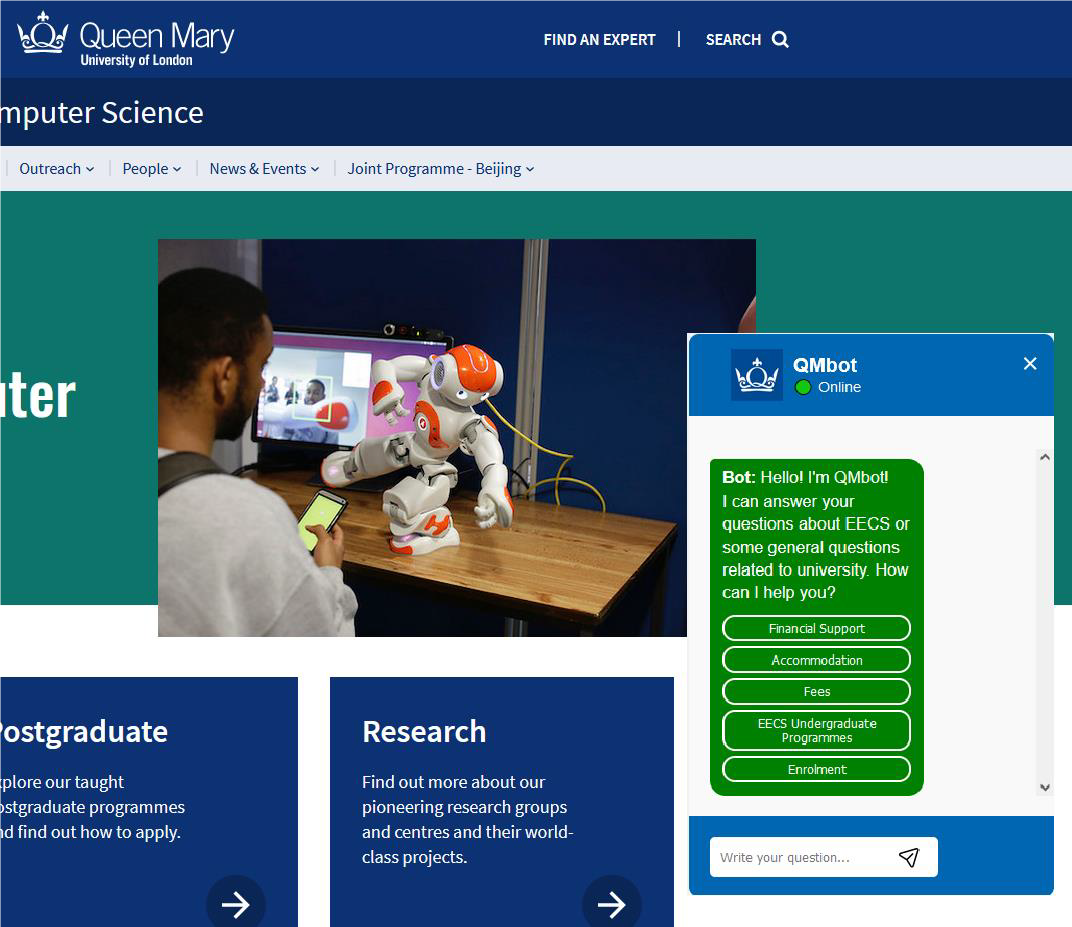 Queen Mary
University of London
FIND AN EXPERT | SEARCH
mputer Science
Outreach
People
News & Events
Joint Programme - Beijing
uter
QMbot
Online
Bot: Hello! I'm QMbot!
I can answer your
questions about EECS or
some general questions
related to university. How
can I help you?
Financial Support
Accommodation
Fees
EECS Undergraduate
Programmes
Enrolment
Write your question...
ostgraduate
xplore our taught
ostgraduate programmes
nd find out how to apply.
Research
Find out more about our
pioneering research groups
and centres and their world-
class projects.